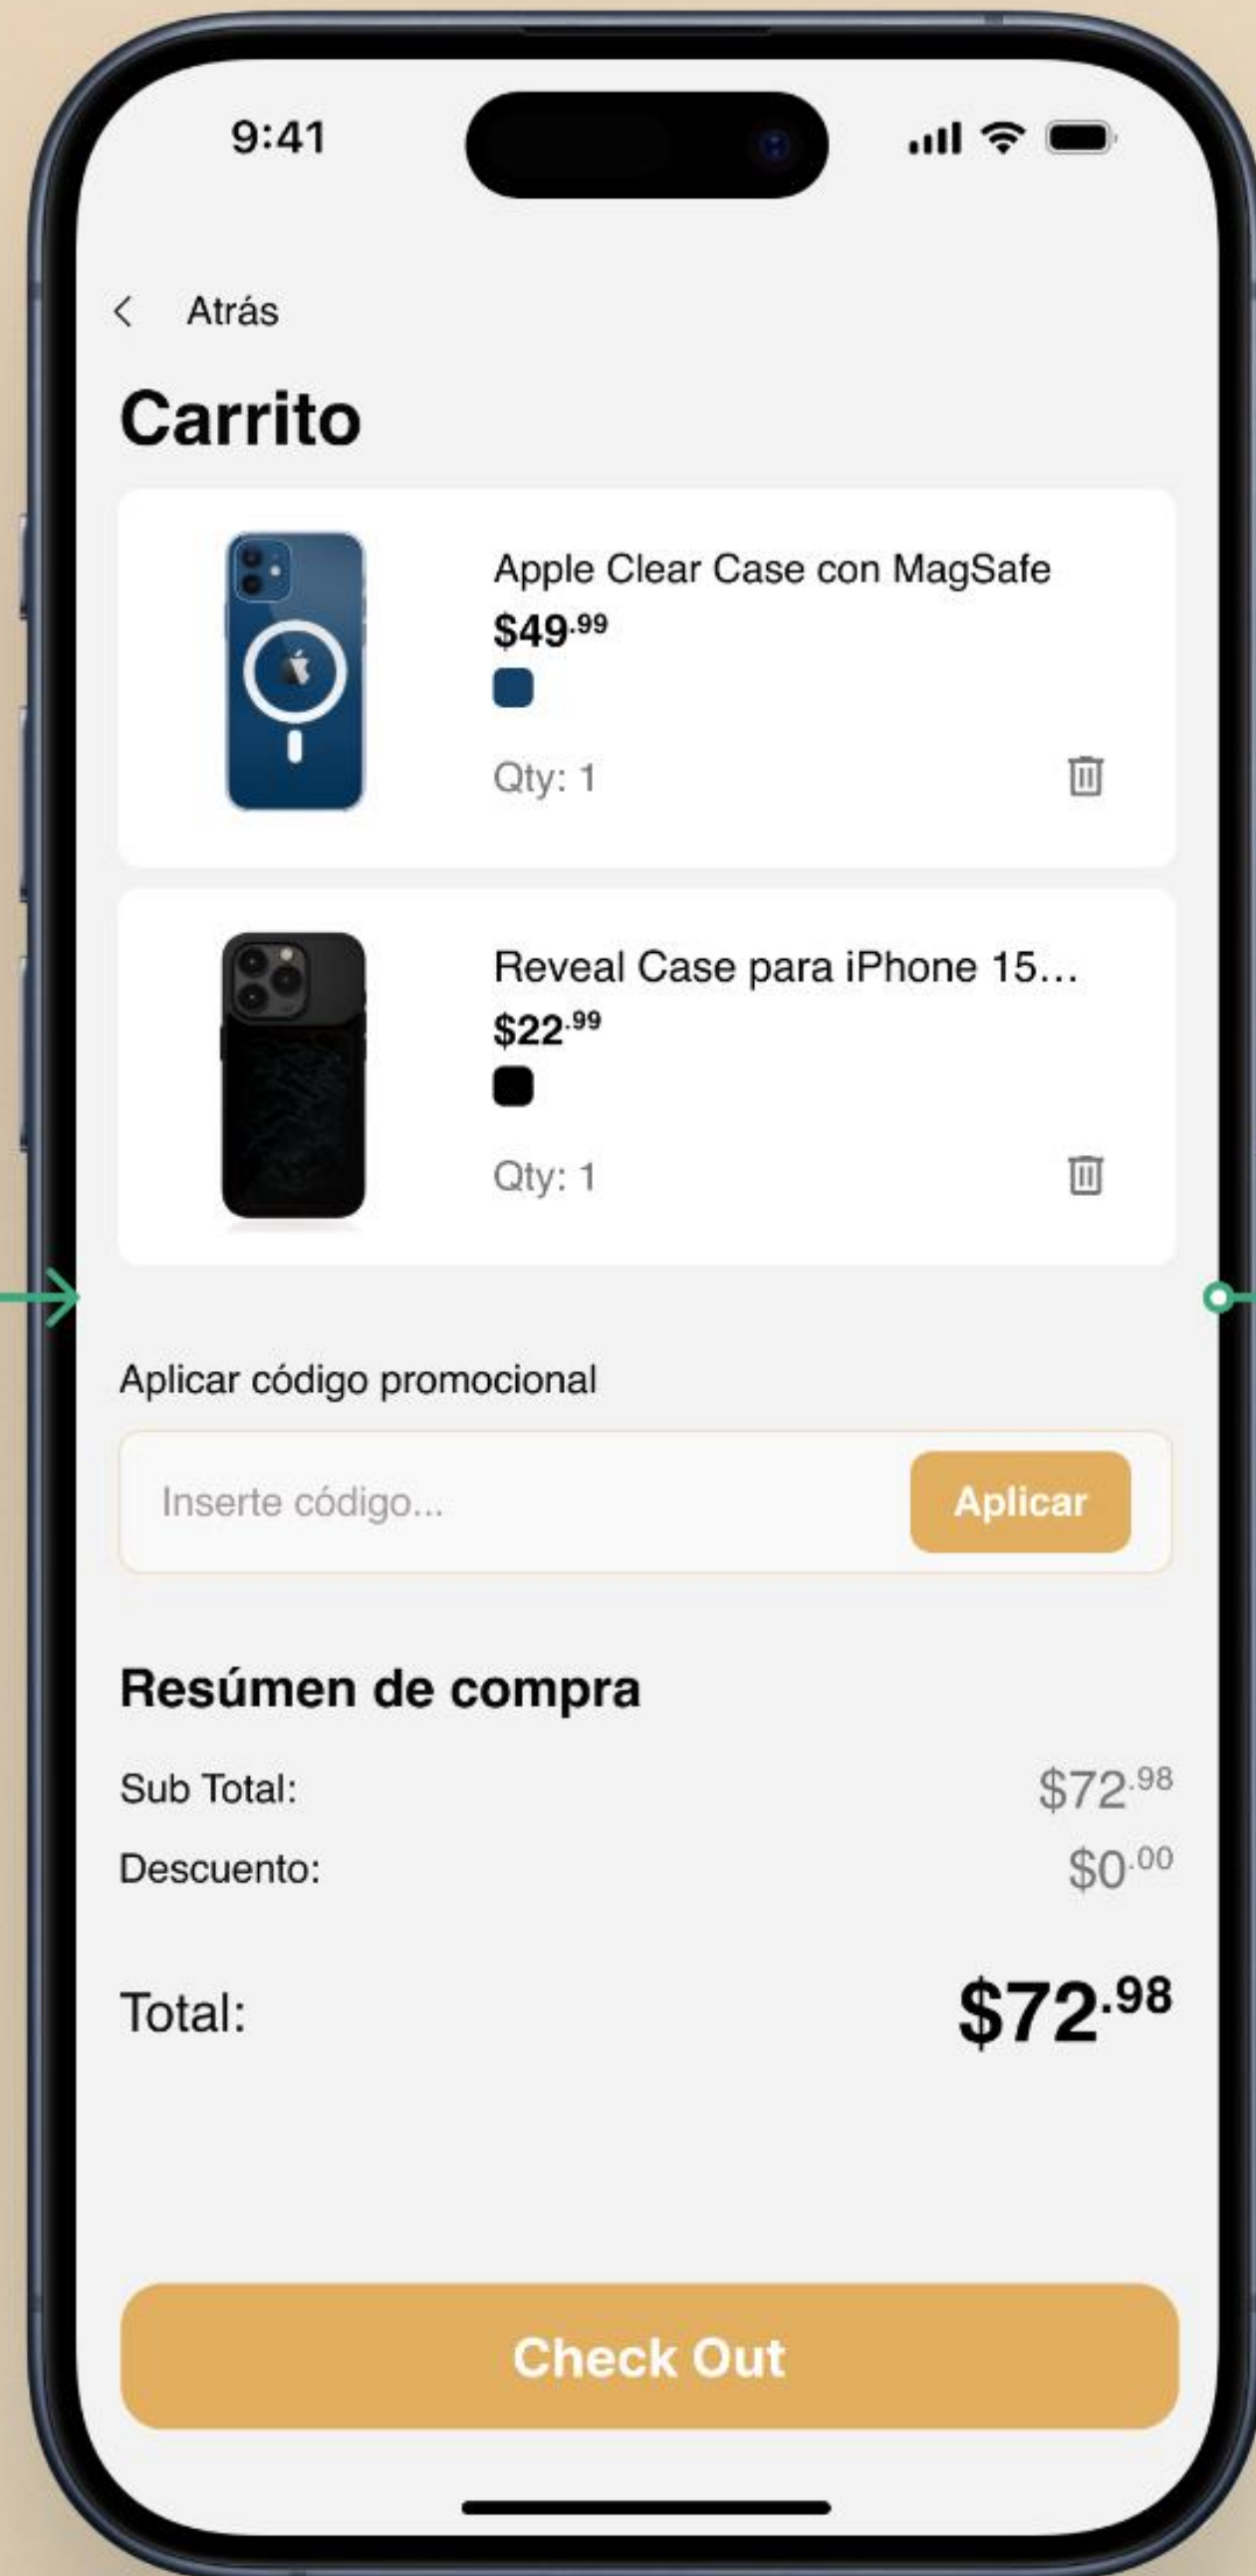 9:41
Atrás
Carrito
Apple Clear Case con MagSafe
$49.99
Qty: 1
Reveal Case para iPhone 15...
$22.99
Qty: 1
Aplicar código promocional
Inserte código...
Aplicar
Resúmen de compra
Sub Total:
$72.98
Descuento:
$0.00
Total:
$72.98
Check Out